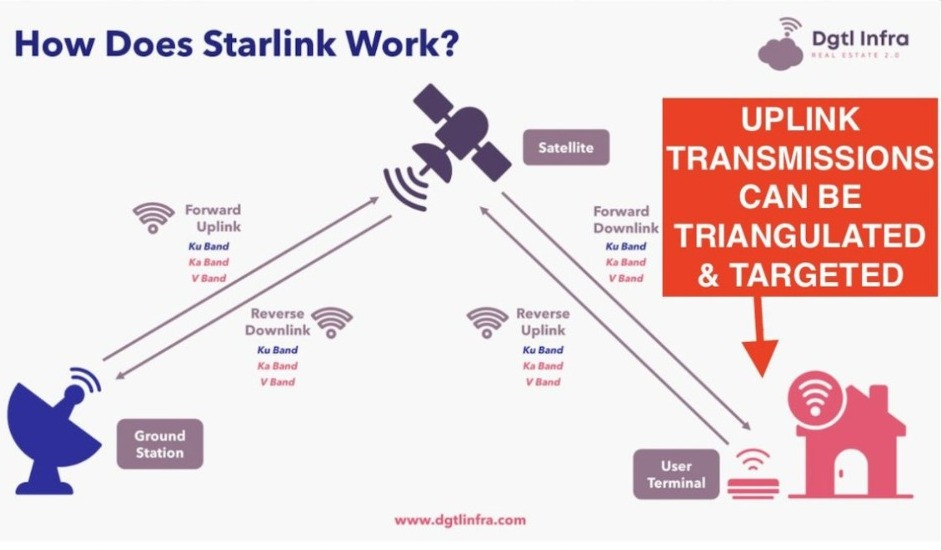 How Does Starlink Work?
Dgtl Infra
REAL ESTATE 2.0
Satellite
UPLINK
TRANSMISSIONS
CAN BE
TRIANGULATED
& TARGETED
Forward
Uplink
Ku Band
Ka Band
V Band
Forward
Downlink
Ku Band
Ka Band
V Band
Reverse
Downlink
Ku Band
Ka Band
V Band
Reverse
Uplink
Ku Band
Ka Band
V Band
Ground
Station
User
Terminal
www.dgtlinfra.com